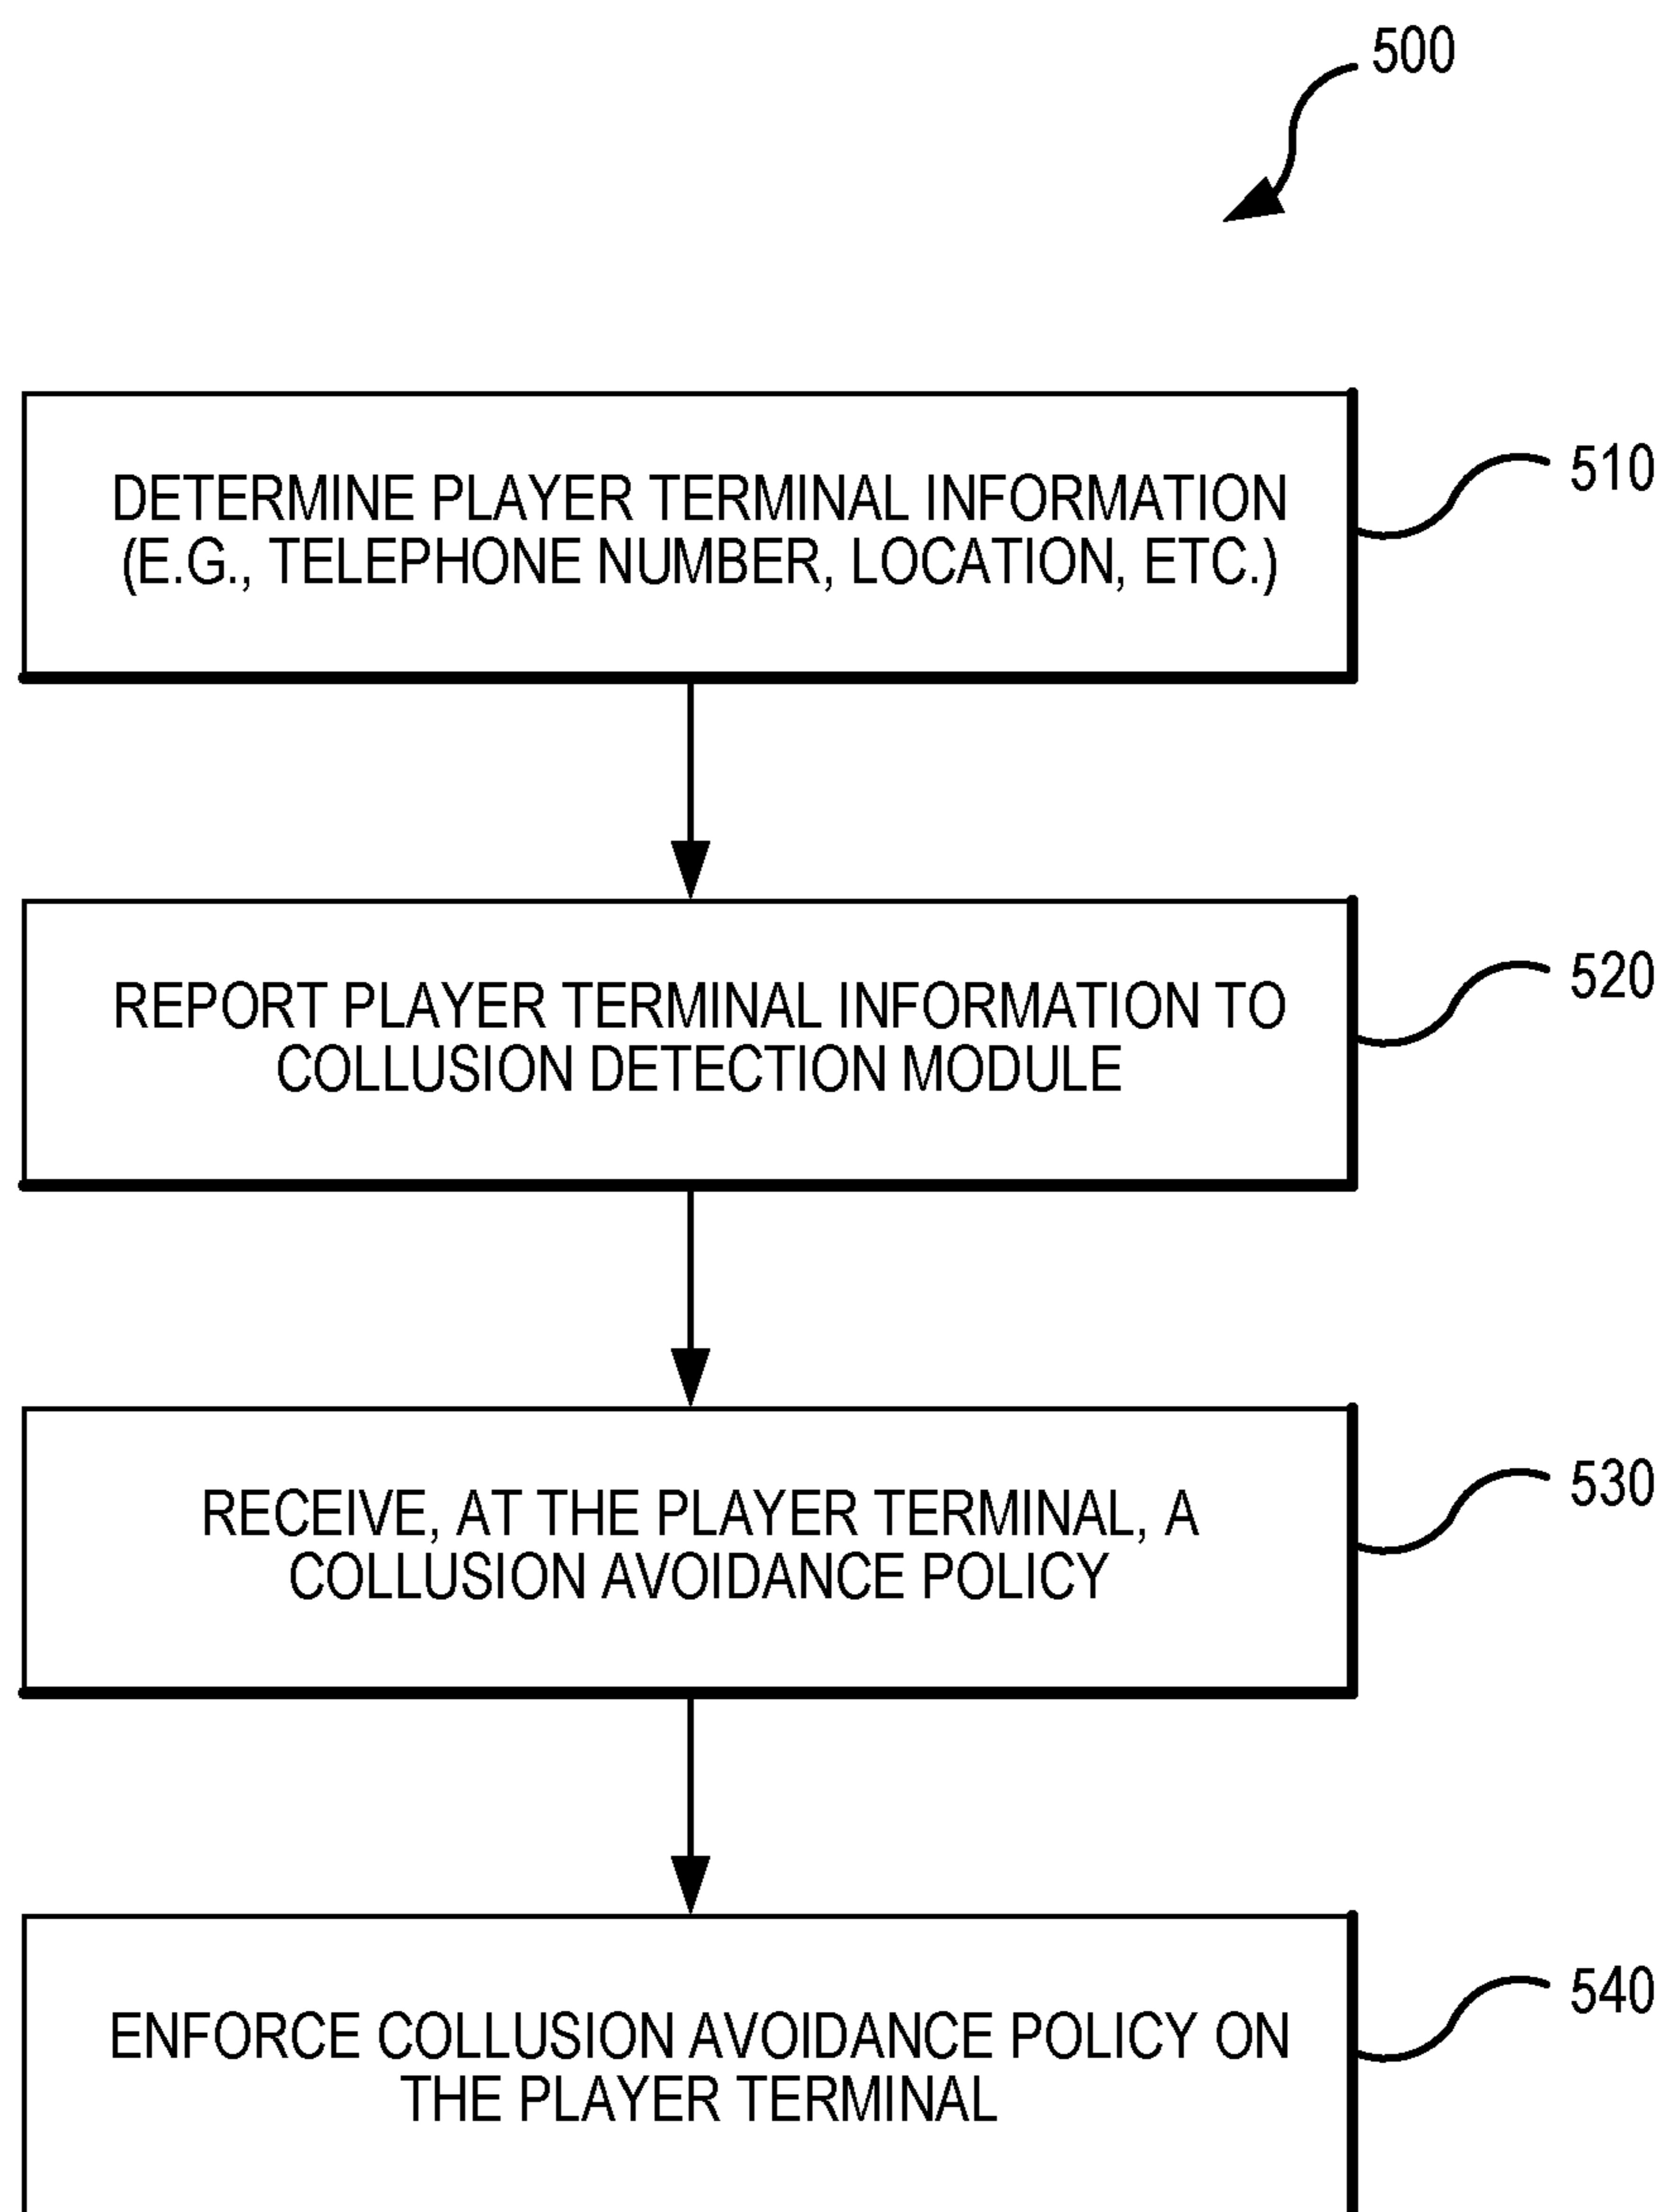 500
DETERMINE PLAYER TERMINAL INFORMATION
(E.G., TELEPHONE NUMBER, LOCATION, ETC.)
510
REPORT PLAYER TERMINAL INFORMATION TO
COLLUSION DETECTION MODULE
520
RECEIVE, AT THE PLAYER TERMINAL, A
COLLUSION AVOIDANCE POLICY
530
ENFORCE COLLUSION AVOIDANCE POLICY ON
THE PLAYER TERMINAL
540